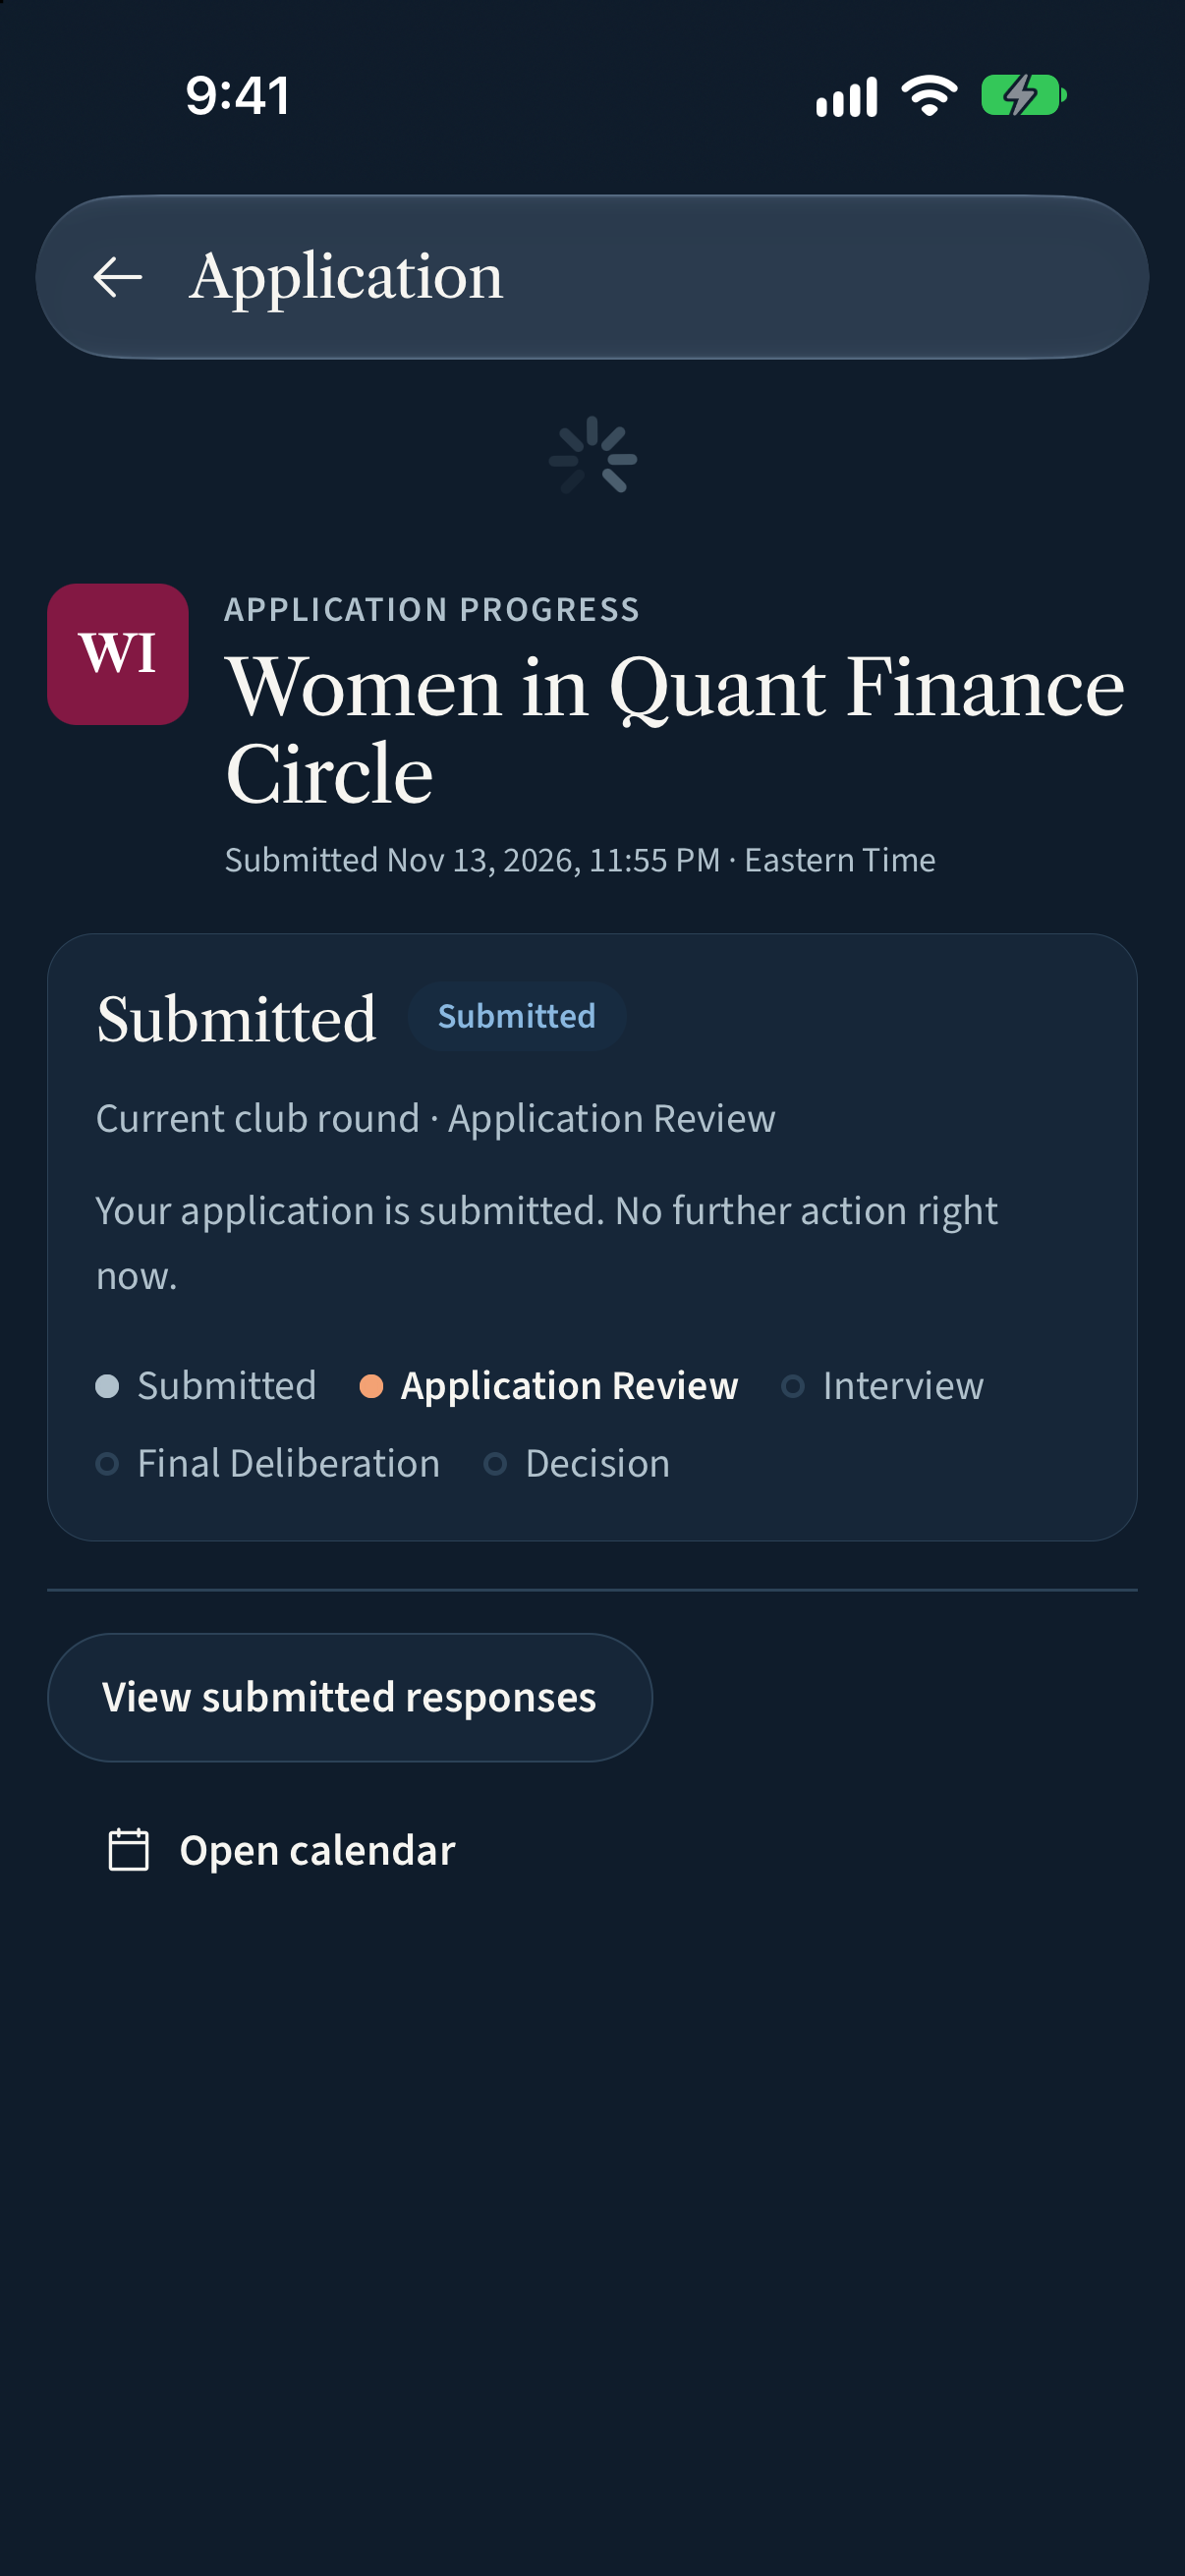 9:41
Application
WI
APPLICATION PROGRESS
Women in Quant Finance
Circle
Submitted Nov 13, 2026, 11:55 PM · Eastern Time
Submitted Submitted
Current club round · Application Review
Your application is submitted. No further action right
now.
Submitted Application Review Interview
Final Deliberation Decision
View submitted responses
Open calendar